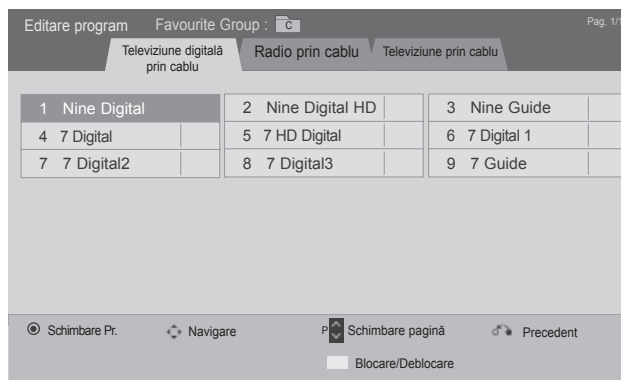 Editare program Favourite Group : C Pag. 1/1
Televiziune digitală prin cablu Radio prin cablu Televiziune prin cablu
1 Nine Digital 2 Nine Digital HD 3 Nine Guide
4 7 Digital 5 7 HD Digital 6 7 Digital 1
7 7 Digital2 8 7 Digital3 9 7 Guide
Schimbare Pr. Navigare P Schimbare pagină Precedent
Blocare/Deblocare